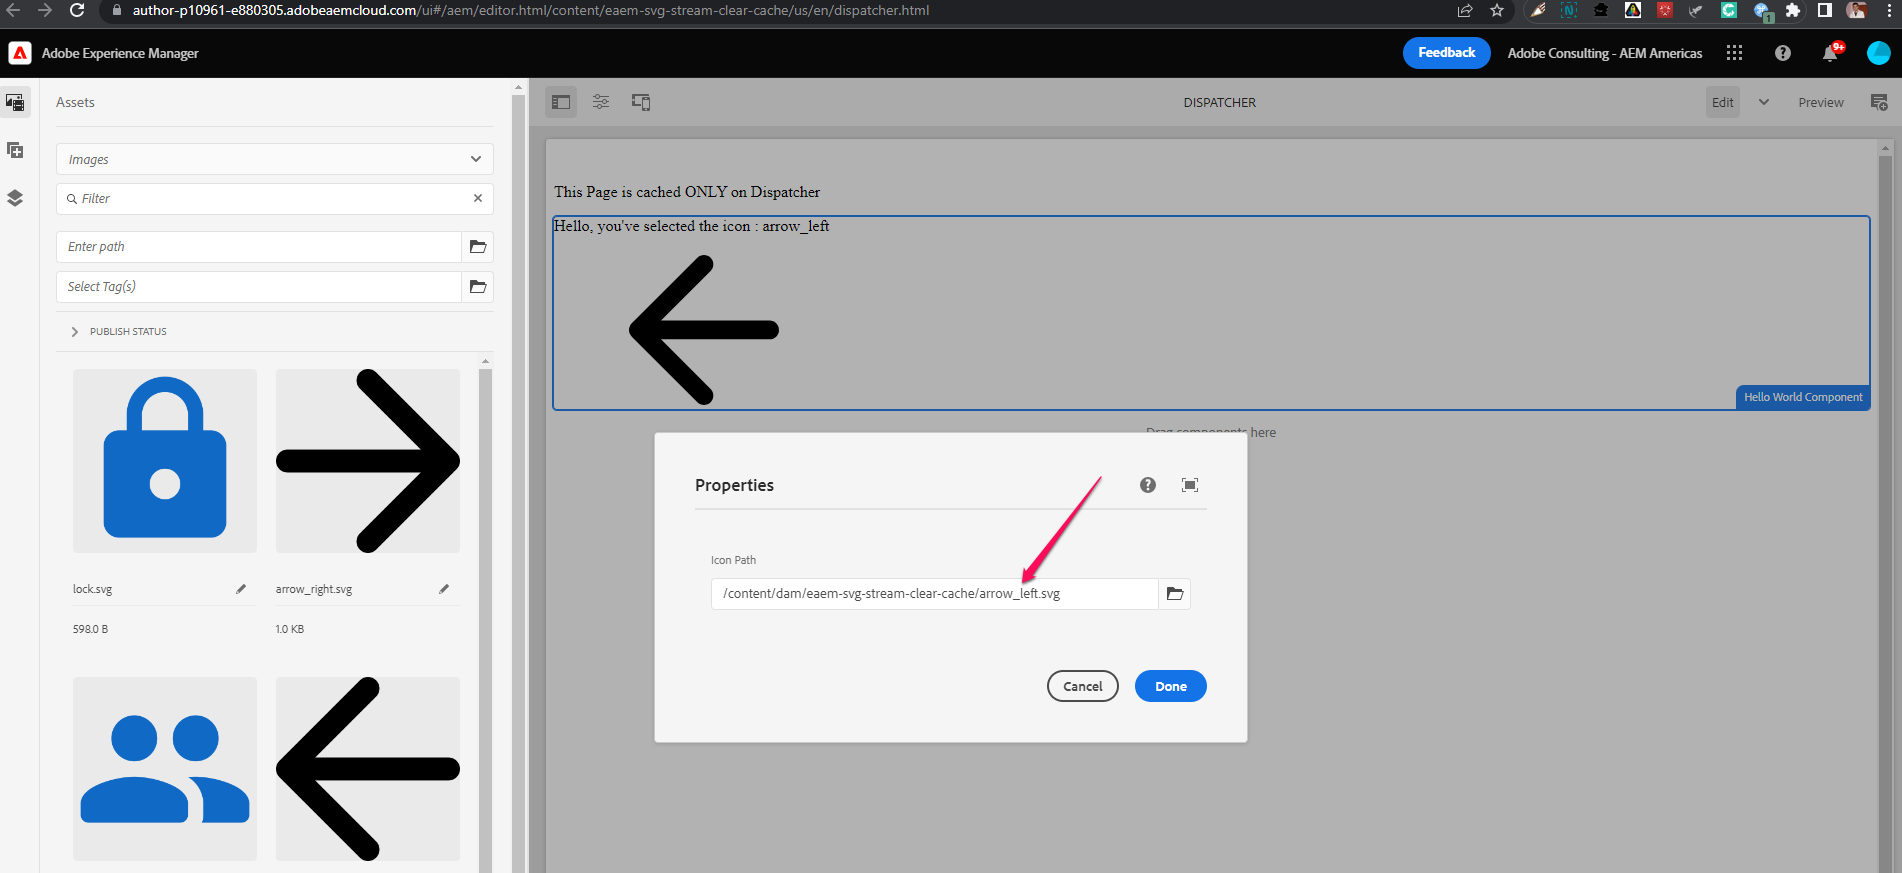 author-p10961-e880305.adobeaemcloud.com/ui#/aem/editor.html/content/eaem-svg-stream-clear-cache/us/en/dispatcher.html
1
Adobe Experience Manager
Feedback
Adobe Consulting - AEM Americas
9+
Assets
Images
Filter
Enter path
Select Tag(s)
PUBLISH STATUS
lock.svg
arrow_right.svg
598.0 B
1.0 KB
DISPATCHER
Edit
Preview
This Page is cached ONLY on Dispatcher
Hello, you've selected the icon : arrow_left
Hello World Component
Drag components here
Properties
Icon Path
/content/dam/eaem-svg-stream-clear-cache/arrow_left.svg
Cancel
Done